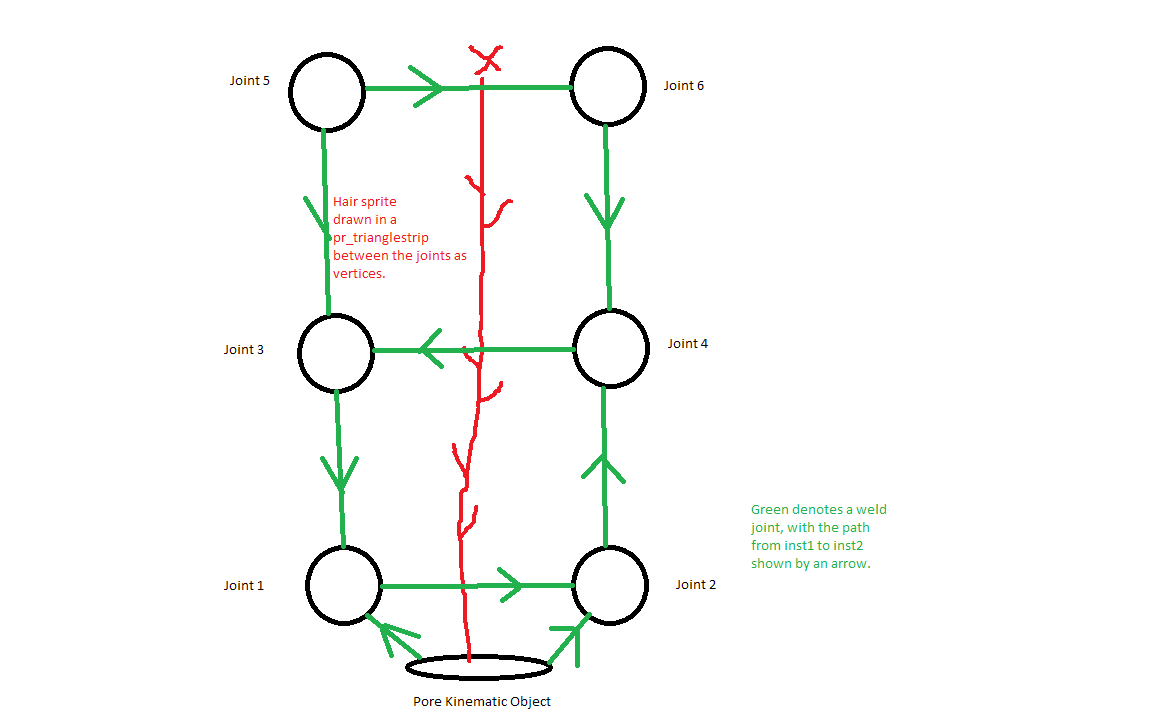 Joint 5
Joint 6
Hair sprite
drawn in a
pr_trianglestrip
between the joints as
vertices.
Joint 3
Joint 4
Green denotes a weld
joint, with the path
from inst1 to inst2
shown by an arrow.
Joint 1
Joint 2
Pore Kinematic Object